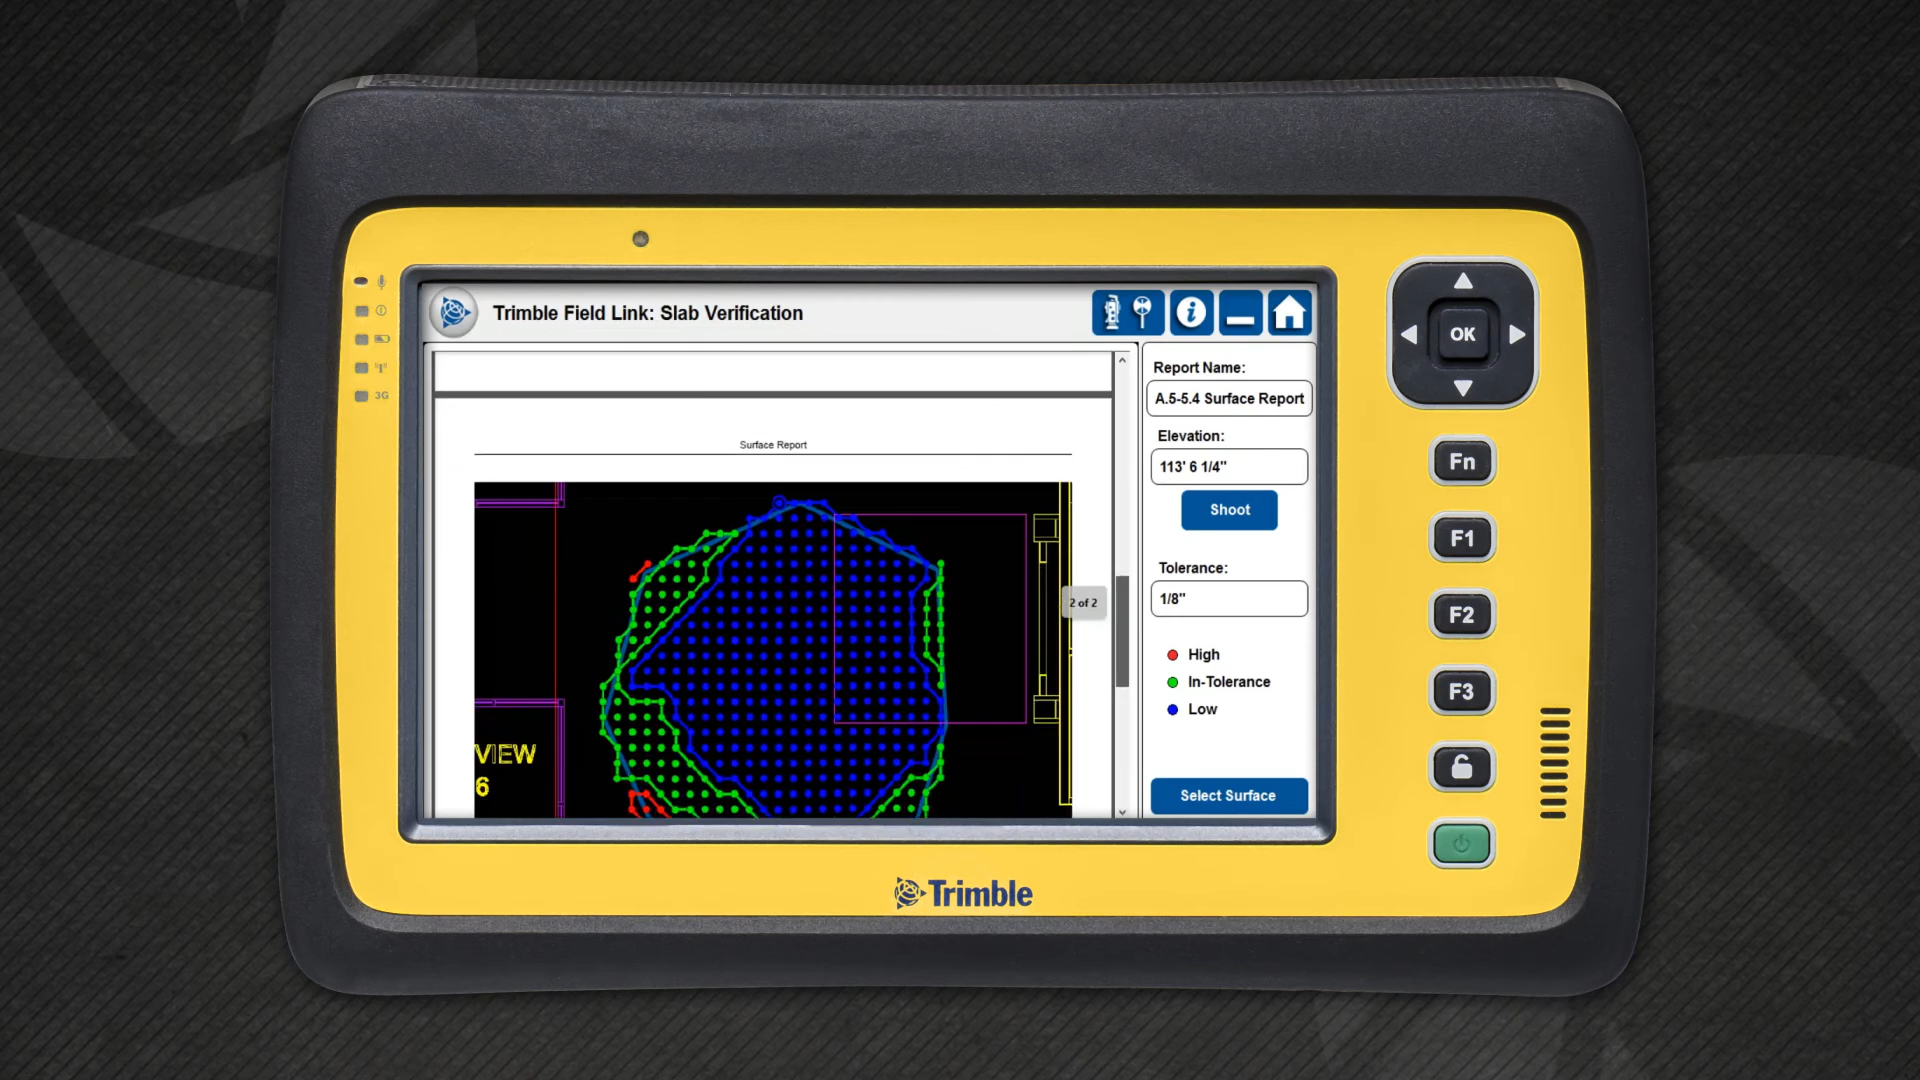 3G
Trimble Field Link: Slab Verification
Surface Report
VIEW
6
2 of 2
Report Name:
A.5-5.4 Surface Report
Elevation:
113' 6 1/4"
Shoot
Tolerance:
1/8"
High
In-Tolerance
Low
Select Surface
OK
Fn
F1
F2
F3
Trimble